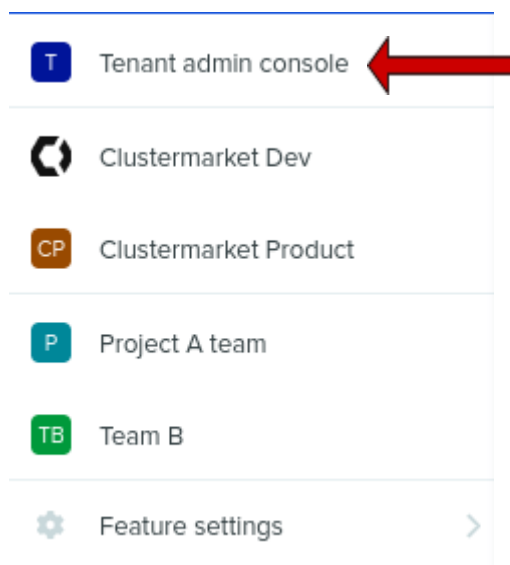 T Tenant admin console
Clustermarket Dev
CP Clustermarket Product
P Project A team
TB Team B
Feature settings